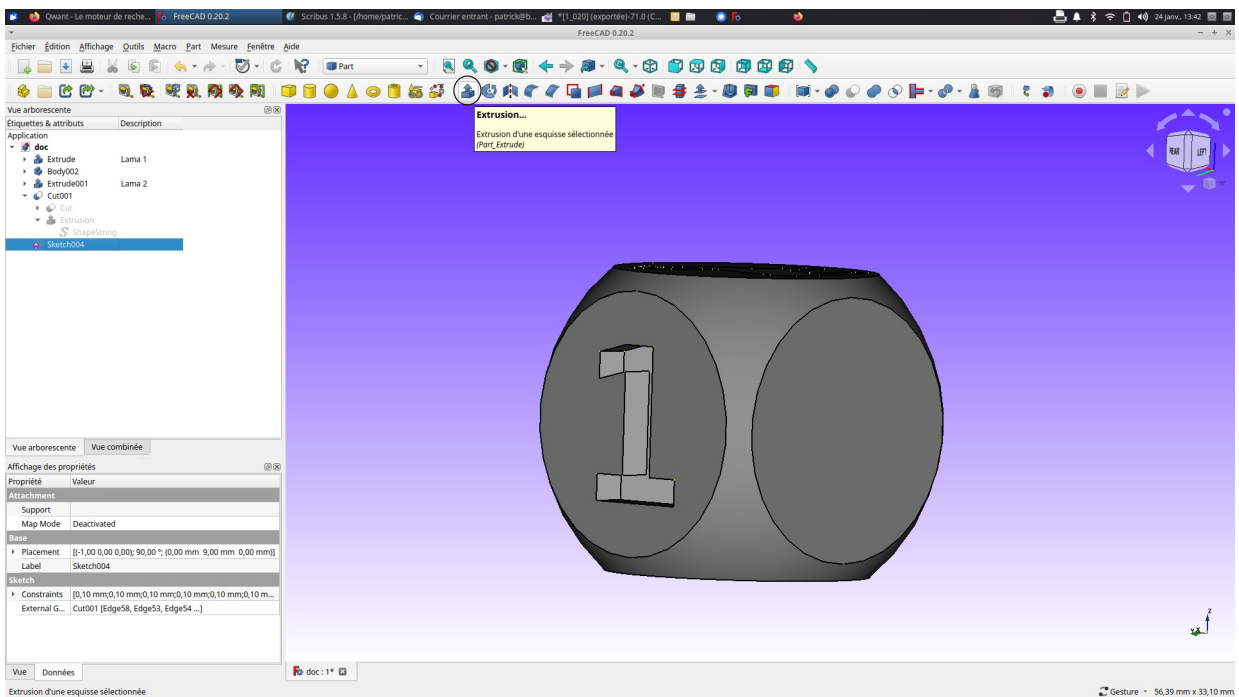 Qwant - Le moteur de reche... FreeCAD 0.20.2 Scribus 1.5.8 - [/home/patric... Courrier entrant - patrick@b... *[1_020] (exportée)-71.0 (C... Fo 24 janv., 13:42
FreeCAD 0.20.2
Fichier Édition Affichage Outils Macro Part Mesure Fenêtre Aide
Part
Vue arborescente
Extrusion...
Étiquettes & attributs Description
Extrusion d'une esquisse sélectionnée
Application
(Part_Extrude)
doc
REAR LEFT
Extrude Lama 1
Body002
Extrude001 Lama 2
Cut001
Cut
Extrusion
ShapeString
Sketch004
1
Vue arborescente Vue combinée
Affichage des propriétés
Propriété Valeur
Attachment
Support
Map Mode Deactivated
Base
Placement [(-1,00 0,00 0,00); 90,00 °; (0,00 mm 9,00 mm 0,00 mm)]
Label Sketch004
Sketch
Constraints [0,10 mm;0,10 mm;0,10 mm;0,10 mm;0,10 mm;0,10 m...
External G... Cut001 [Edge58, Edge53, Edge54 ...]
Z
Y X
Vue Données
doc : 1*
Extrusion d'une esquisse sélectionnée
Gesture 56,39 mm x 33,10 mm